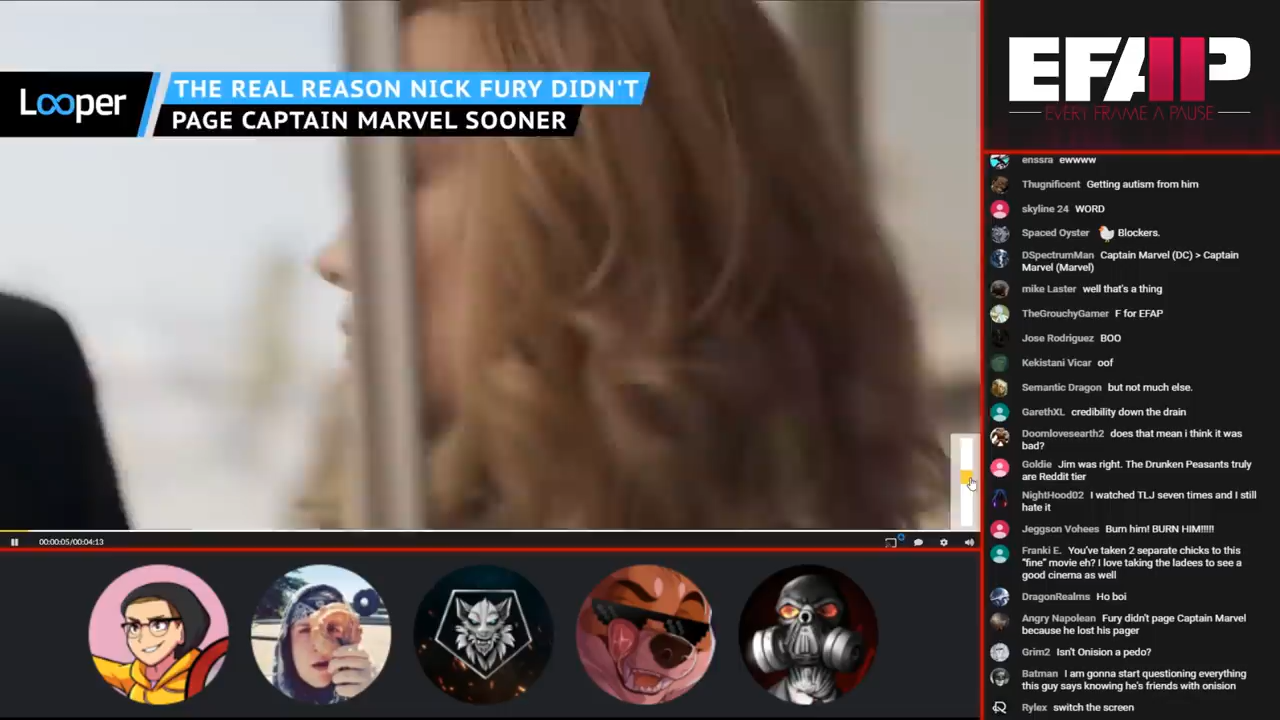 Looper
THE REAL REASON NICK FURY DIDN'T
PAGE CAPTAIN MARVEL SOONER
00:00:05/00:04:13
EFAP
EVERY FRAME A PAUSE
enssra ewwww
Thugnificent Getting autism from him
skyline 24 WORD
Spaced Oyster 🐔 Blockers.
DSpectrumMan Captain Marvel (DC) > Captain
Marvel (Marvel)
mike Laster well that's a thing
TheGrouchyGamer F for EFAP
Jose Rodriguez BOO
Kekistani Vicar oof
Semantic Dragon but not much else.
GarethXL credibility down the drain
Doomlovesearth2 does that mean i think it was
bad?
Goldie Jim was right. The Drunken Peasants truly
are Reddit tier
NightHood02 I watched TLJ seven times and I still
hate it
Jeggson Vohees Burn him! BURN HIM!!!!!
Franki E. You've taken 2 separate chicks to this
"fine" movie eh? I love taking the ladees to see a
good cinema as well
DragonRealms Ho boi
Angry Napolean Fury didn't page Captain Marvel
because he lost his pager
Grim2 Isn't Onision a pedo?
Batman I am gonna start questioning everything
this guy says knowing he's friends with onision
Rylex switch the screen